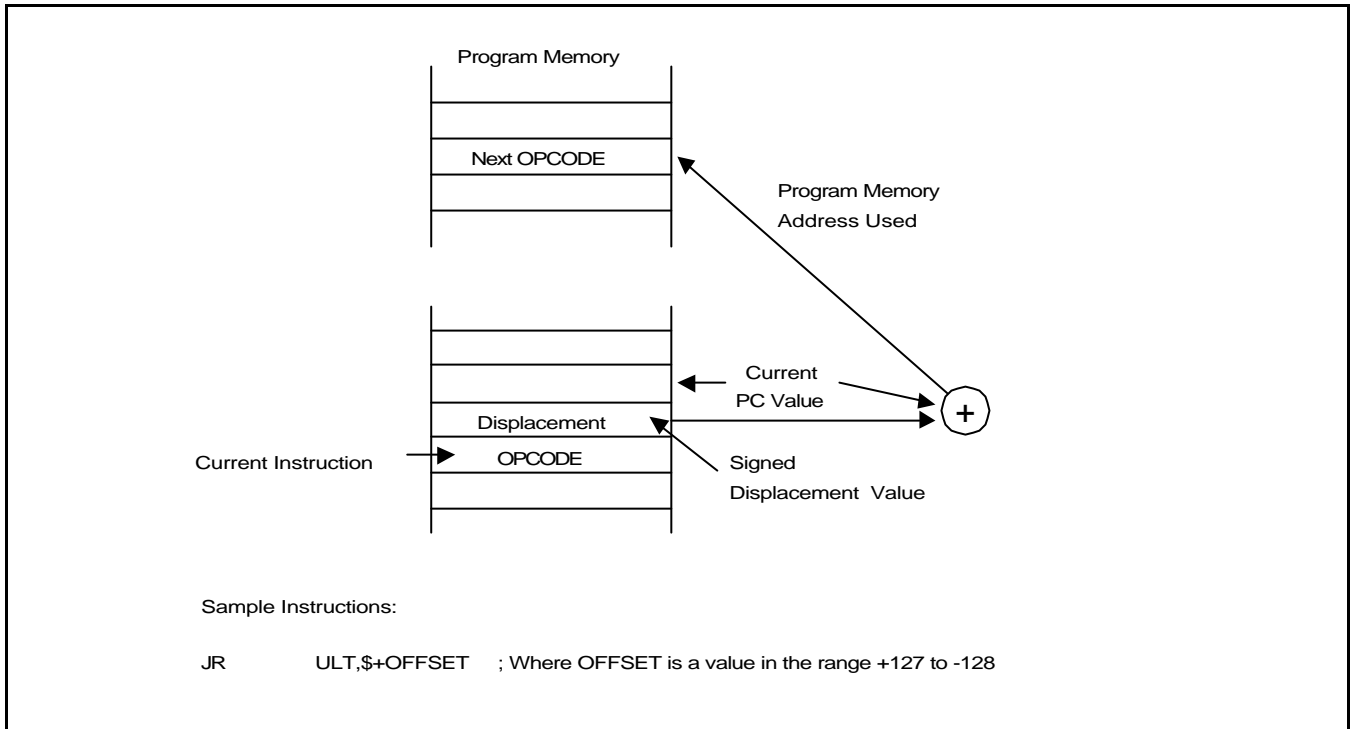 Program Memory
Next OPCODE
Program Memory
Address Used
Current
PC Value
+
Displacement
Current Instruction
OPCODE
Signed
Displacement Value
Sample Instructions:
JR ULT,$+OFFSET ; Where OFFSET is a value in the range +127 to -128